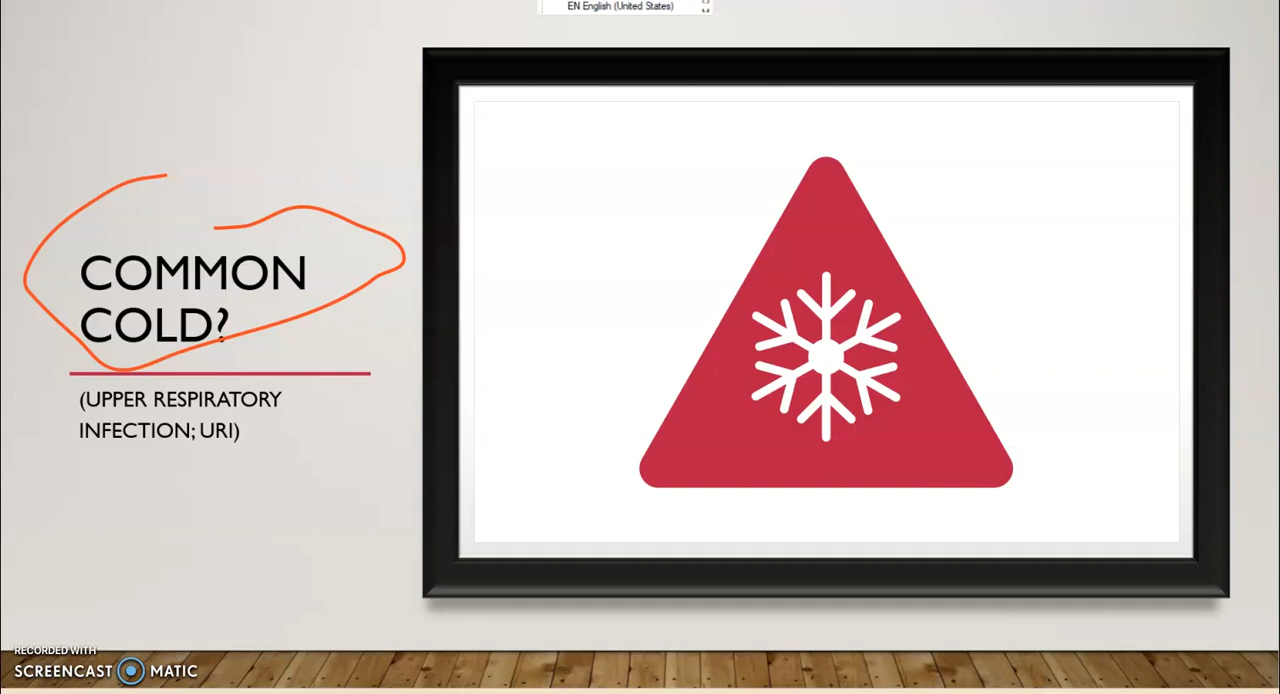 EN English (United States)
COMMON
COLD?
(UPPER RESPIRATORY
INFECTION; URI)
RECORDED WITH
SCREENCAST MATIC